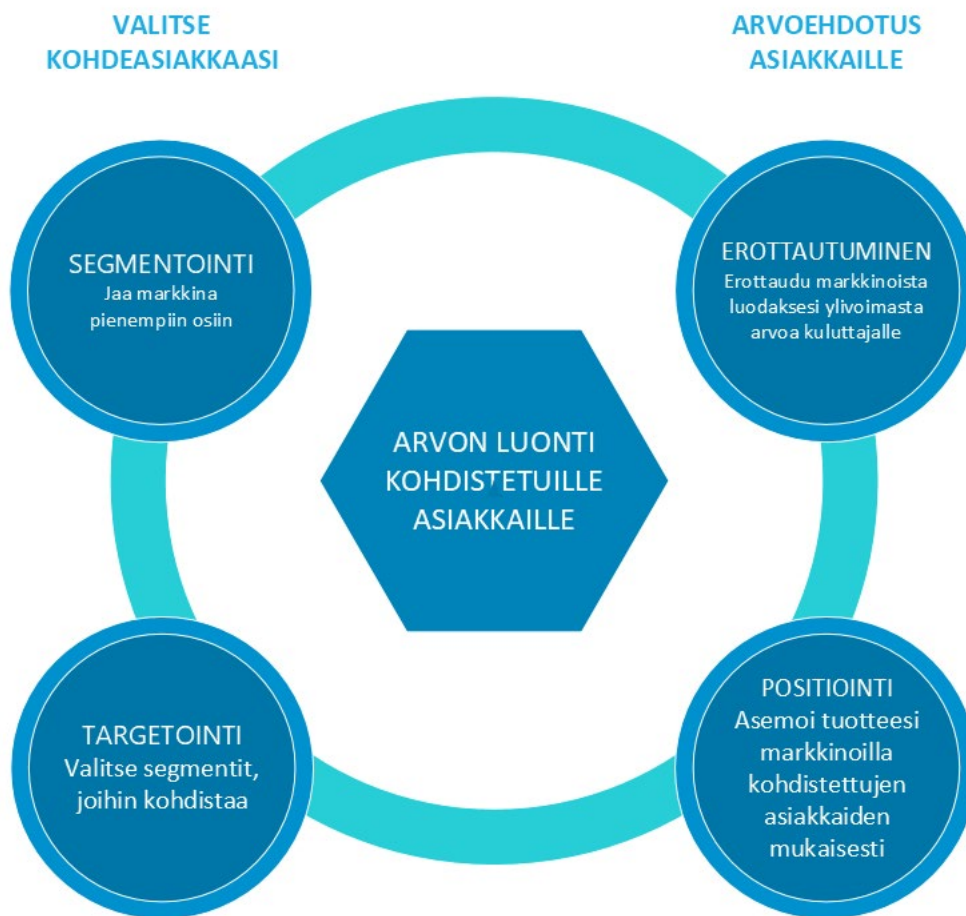 VALITSE
KOHDEASIAKKAASI
ARVOEHDOTUS
ASIAKKAILLE
SEGMENTOINTI
Jaa markkina
pienempiin osiin
EROTTAUTUMINEN
Erottaudu markkinoista
luodaksesi ylivoimasta
arvoa kuluttajalle
ARVON LUONTI
KOHDISTETUILLE
ASIAKKAILLE
TARGETOINTI
Valitse segmentit,
joihin kohdistaa
POSITIOINTI
Asemoi tuotteesi
markkinoilla
kohdistettujen
asiakkaiden
mukaisesti